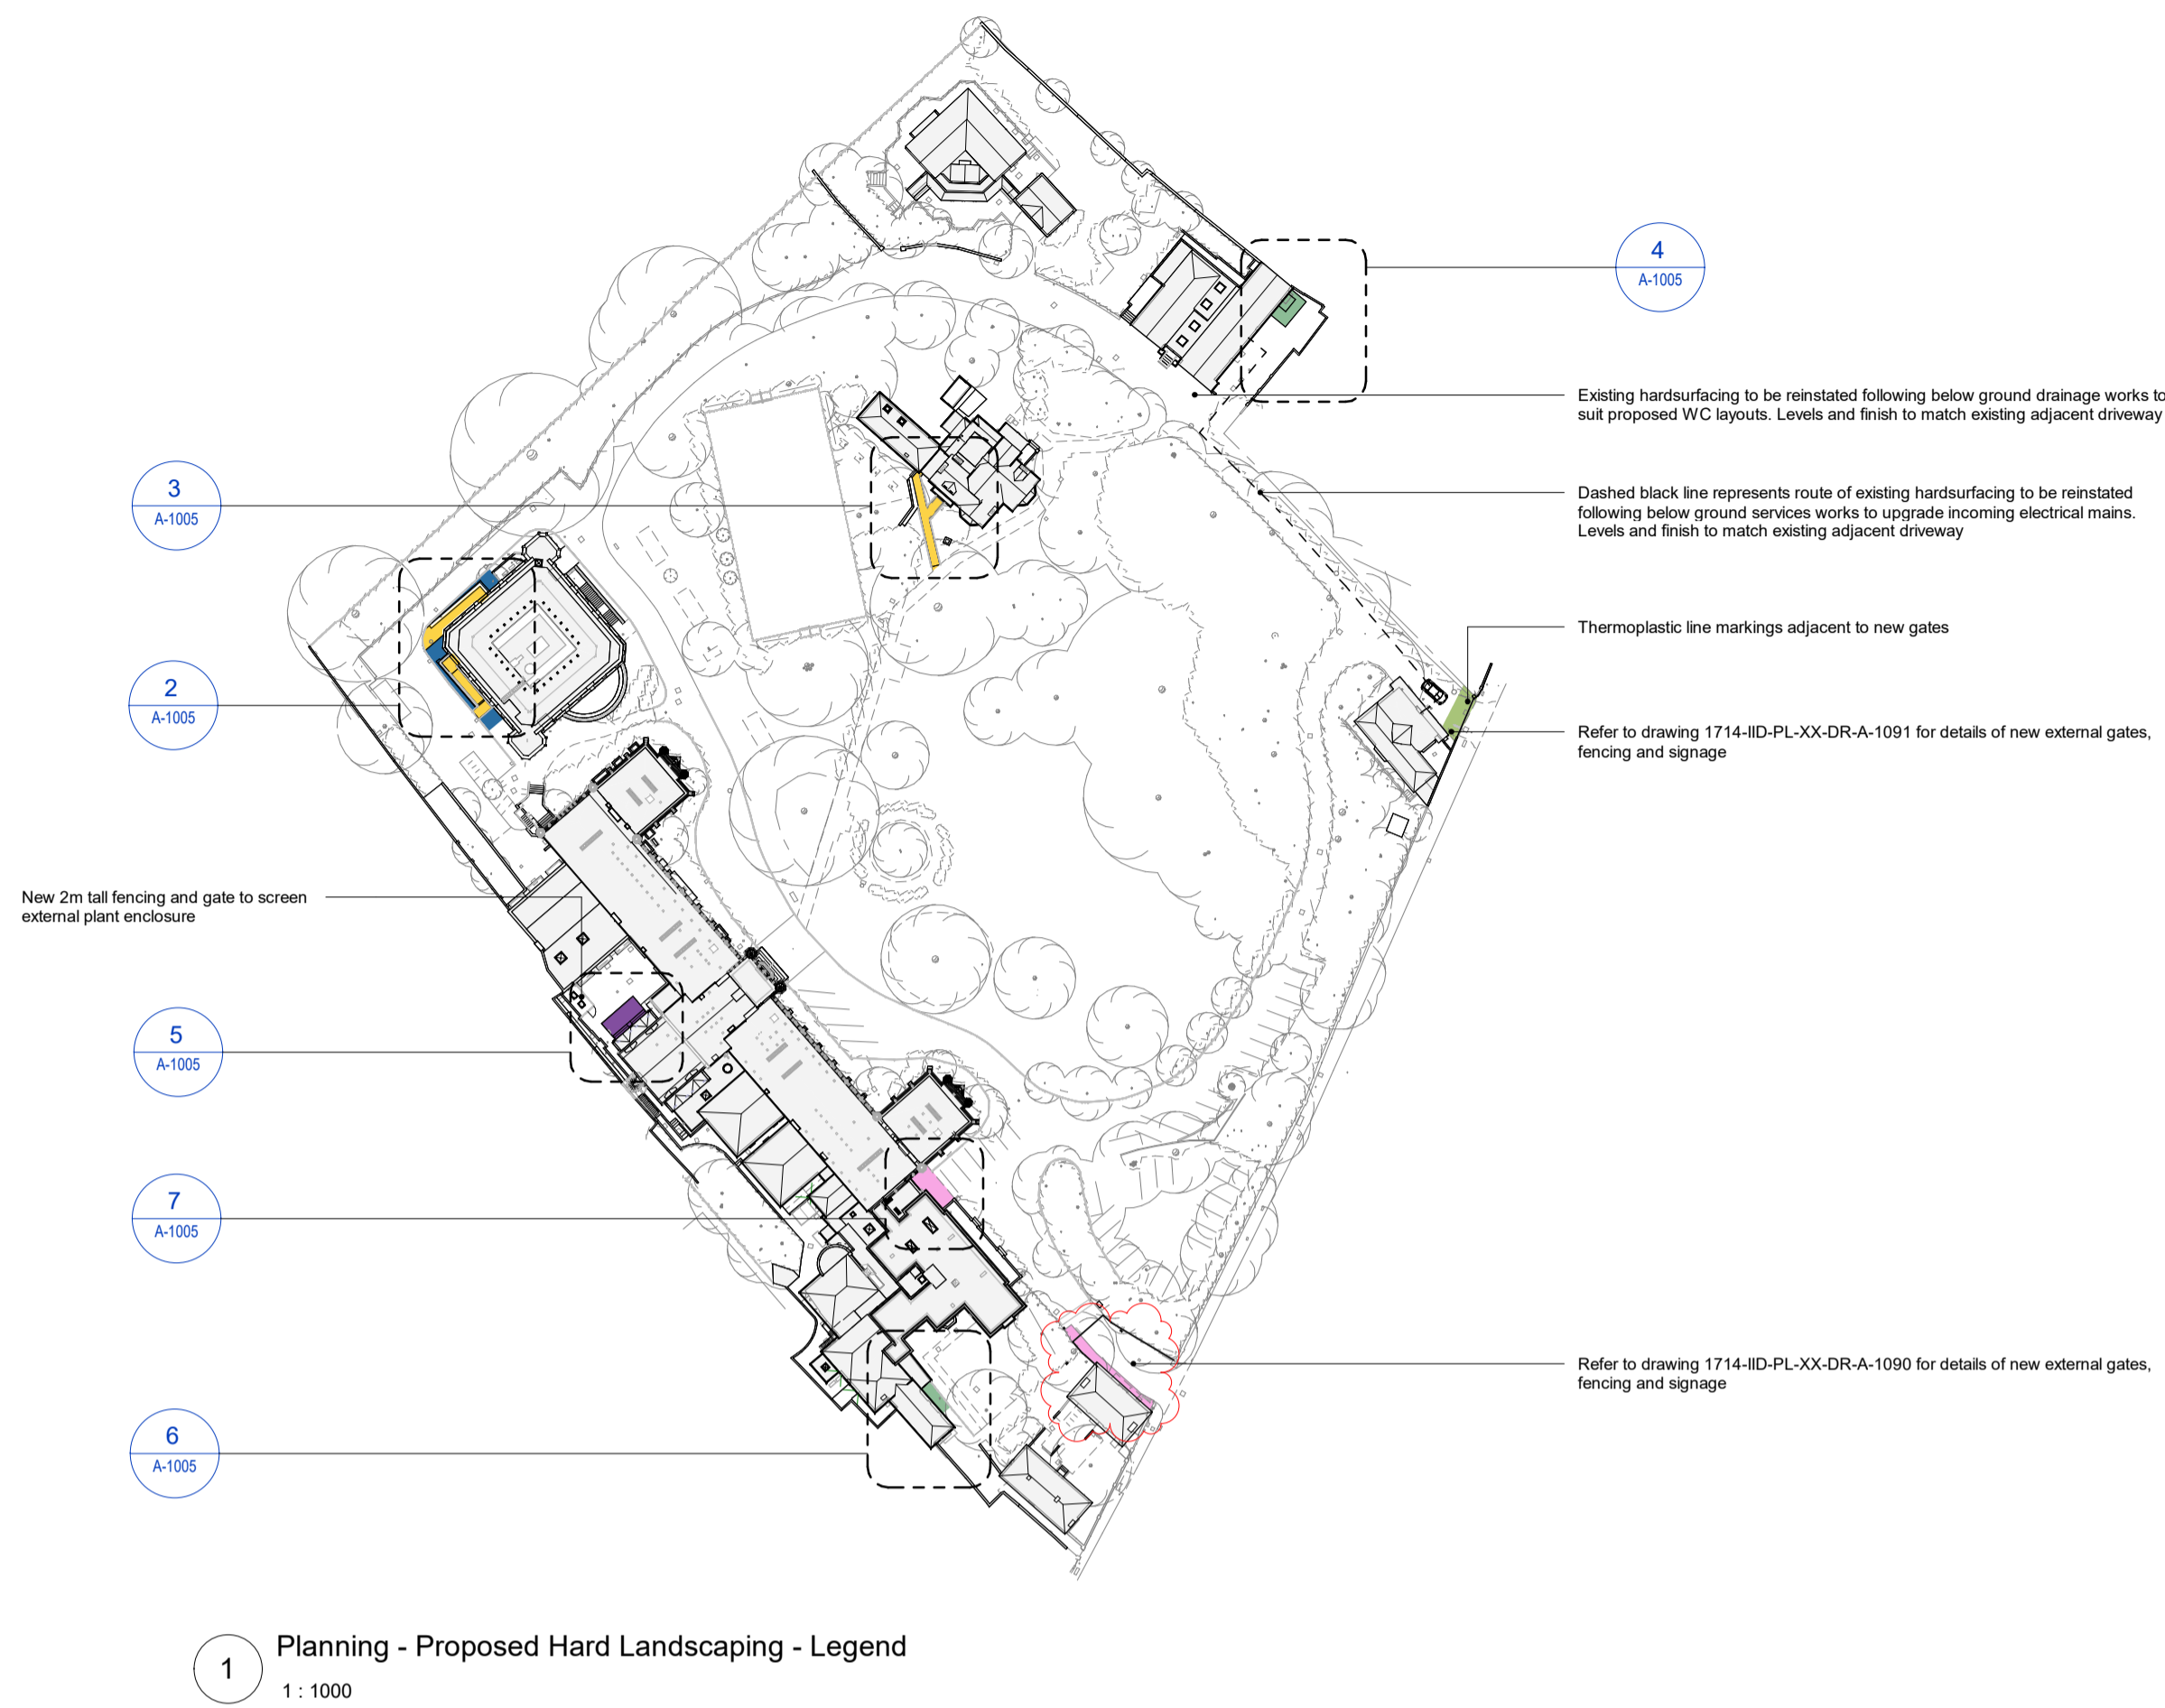 4
A-1005
Existing hardsurfacing to be reinstated following below ground drainage works to
suit proposed WC layouts. Levels and finish to match existing adjacent driveway
3
A-1005
Dashed black line represents route of existing hardsurfacing to be reinstated
following below ground services works to upgrade incoming electrical mains.
Levels and finish to match existing adjacent driveway
Thermoplastic line markings adjacent to new gates
2
A-1005
Refer to drawing 1714-IID-PL-XX-DR-A-1091 for details of new external gates,
fencing and signage
New 2m tall fencing and gate to screen
external plant enclosure
5
A-1005
7
A-1005
Refer to drawing 1714-IID-PL-XX-DR-A-1090 for details of new external gates,
fencing and signage
6
A-1005
1
Planning - Proposed Hard Landscaping - Legend
1 : 1000